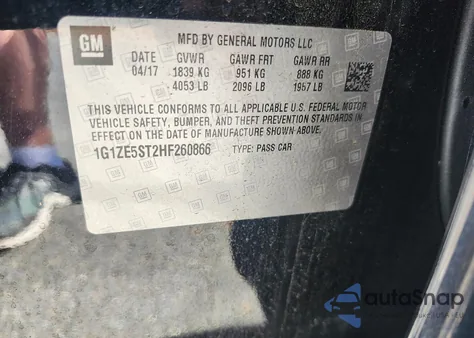 GM
MFD BY GENERAL MOTORS LLC
DATE GVWR GAWR FRT GAWR RR
04/17 1839 KG 951 KG 888 KG
4053 LB 2096 LB 1957 LB
THIS VEHICLE CONFORMS TO ALL APPLICABLE U.S. FEDERAL MOTOR
VEHICLE SAFETY, BUMPER, AND THEFT PREVENTION STANDARDS IN
EFFECT ON THE DATE OF MANUFACTURE SHOWN ABOVE.
1G1ZE5ST2HF260866 TYPE: PASS CAR
autoSnap